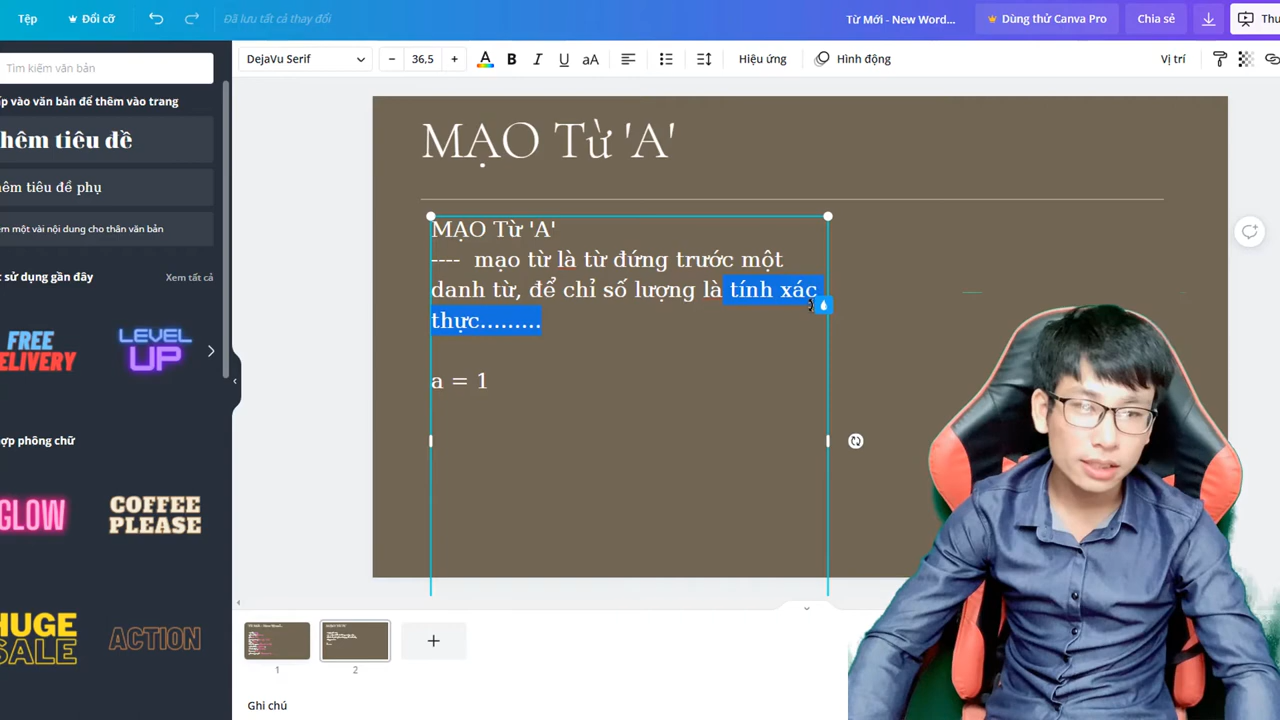 Tệp
Đổi cỡ
Đã lưu tất cả thay đổi
Từ Mới - New Word...
Dùng thử Canva Pro
Chia sẻ
Thu
Tìm kiếm văn bản
DejaVu Serif
36,5
A
B
I
U
aA
Hiệu ứng
Hình động
Vị trí
ấp vào văn bản để thêm vào trang
hêm tiêu đề
êm tiêu đề phụ
êm một vài nội dung cho thân văn bản
t sử dụng gần đây
Xem tất cả
FREE
DELIVERY
LEVEL
UP
hợp phông chữ
GLOW
COFFEE
PLEASE
HUGE
SALE
ACTION
MẠO Từ 'A'
MẠO Từ 'A'
---- mạo từ là từ đứng trước một
danh từ, để chỉ số lượng là tính xác
thực.........
a = 1
1
2
Ghi chú